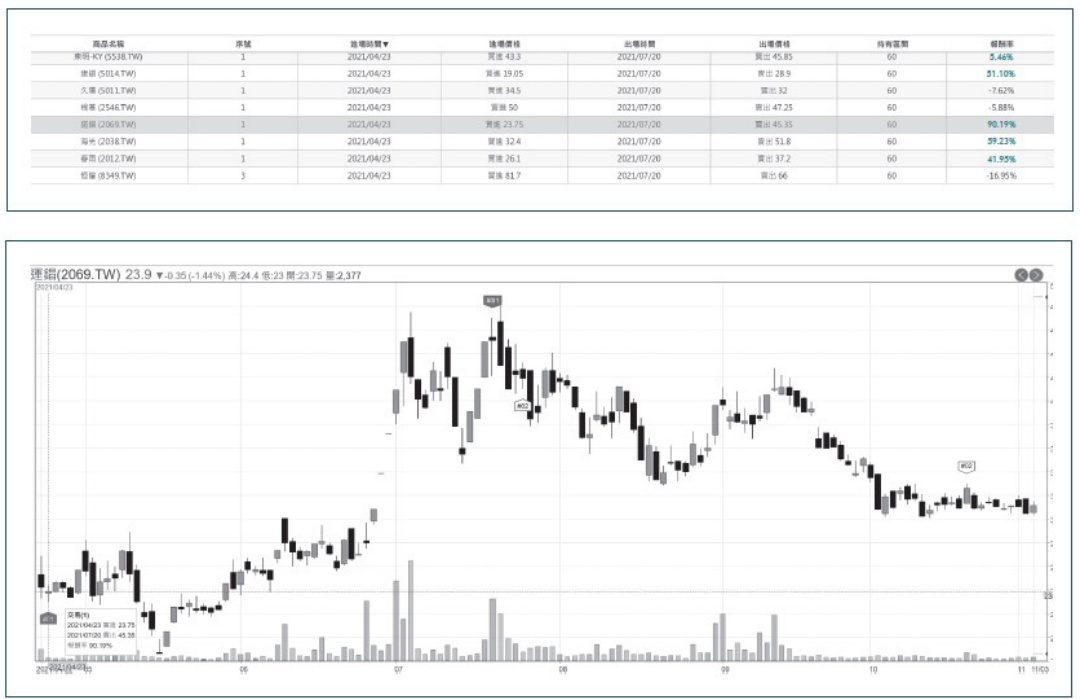 商品名稱 序號 進場時間▼ 進場價格 出場時間 出場價格 持有區間 報酬率
東明-KY (5538.TW) 1 2021/04/23 買進 43.3 2021/07/20 賣出 45.85 60 5.46%
建錩 (5014.TW) 1 2021/04/23 買進 19.05 2021/07/20 賣出 28.9 60 51.10%
久陽 (5011.TW) 1 2021/04/23 買進 34.5 2021/07/20 賣出 32 60 -7.62%
根基 (2546.TW) 1 2021/04/23 買進 50 2021/07/20 賣出 47.25 60 -5.88%
運錩 (2069.TW) 1 2021/04/23 買進 23.75 2021/07/20 賣出 45.35 60 90.19%
海光 (2038.TW) 1 2021/04/23 買進 32.4 2021/07/20 賣出 51.8 60 59.23%
春雨 (2012.TW) 1 2021/04/23 買進 26.1 2021/07/20 賣出 37.2 60 41.95%
恒耀 (8349.TW) 3 2021/04/23 買進 81.7 2021/07/20 賣出 66 60 -16.95%
運錩(2069.TW) 23.9 ▼-0.35 (-1.44%) 高:24.4 低:23 開:23.75 量:2,377
2021/04/23
#01
#02
#02
#01
交易(1)
2021/04/23 買進 23.75
2021/07/20 賣出 45.35
報酬率 90.19%
2021/04/23 05 06 07 08 09 10 11 11/03